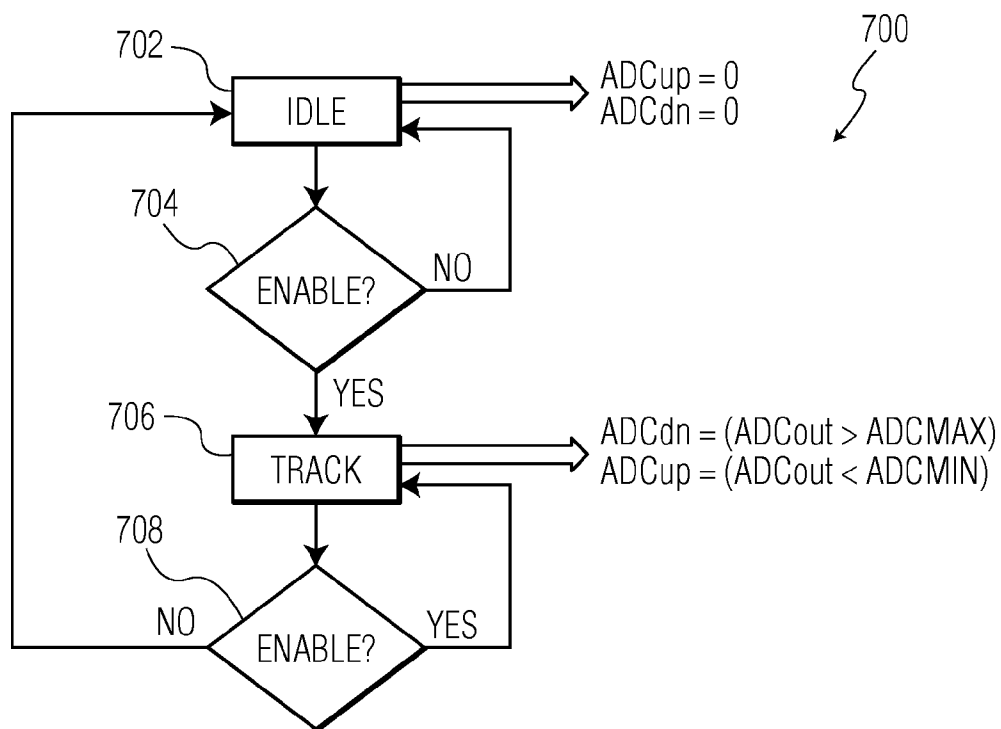 702
700
IDLE
ADCup = 0
ADCdn = 0
704
ENABLE?
NO
YES
706
TRACK
ADCdn = (ADCout > ADCMAX)
ADCup = (ADCout < ADCMIN)
708
NO
ENABLE?
YES